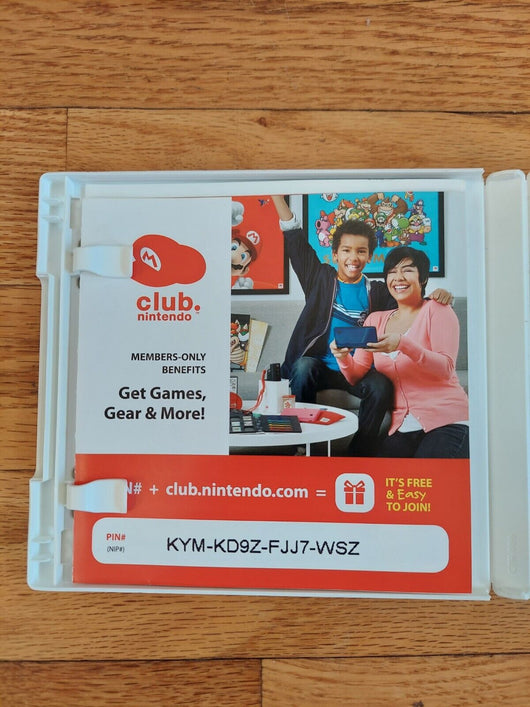 M
club.
nintendo™
MEMBERS-ONLY
BENEFITS
Get Games,
Gear & More!
N# + club.nintendo.com =
IT'S FREE
& Easy
TO JOIN!
PIN#
(NIP#)
KYM-KD9Z-FJJ7-WSZ